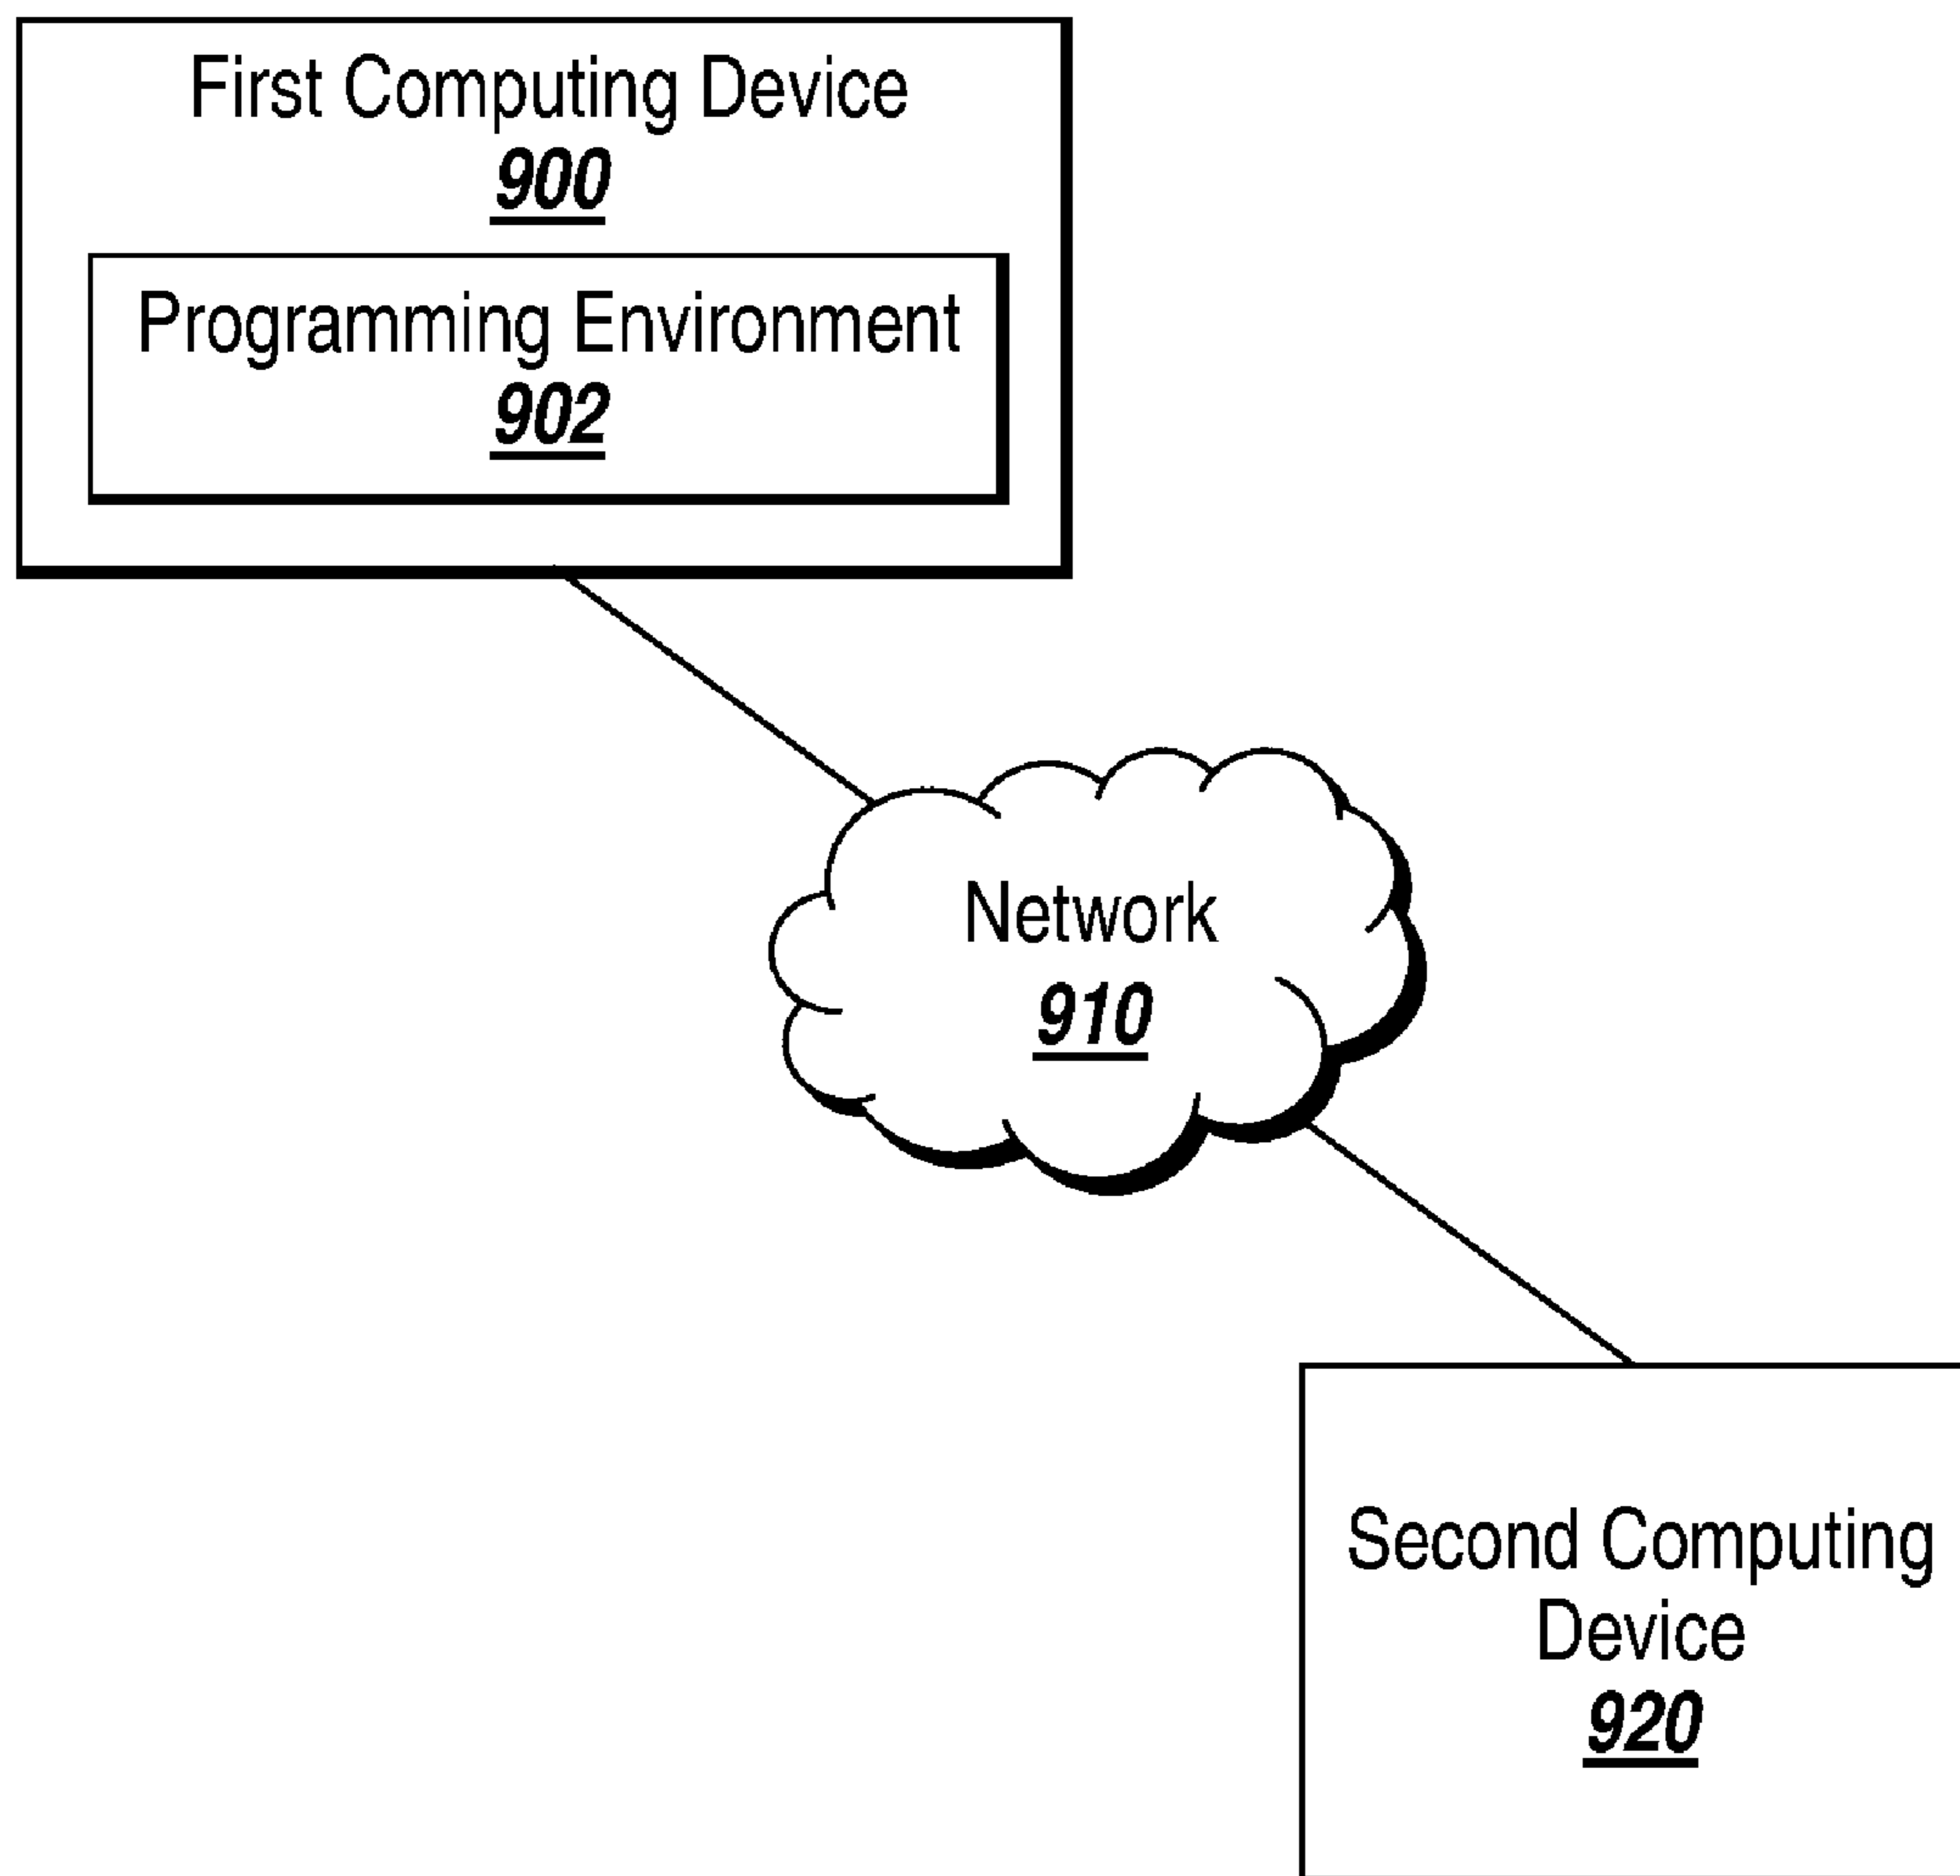 First Computing Device
900
Programming Environment
902
Network
910
Second Computing
Device
920